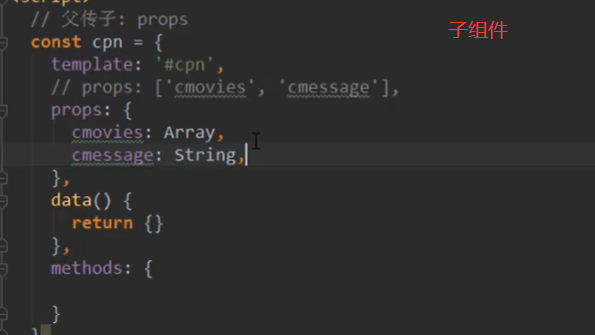 <script>
// 父传子: props
子组件
const cpn = {
template: '#cpn',
// props: ['cmovies', 'cmessage'],
props: {
cmovies: Array,
cmessage: String,
},
data() {
return {}
},
methods: {
}
}